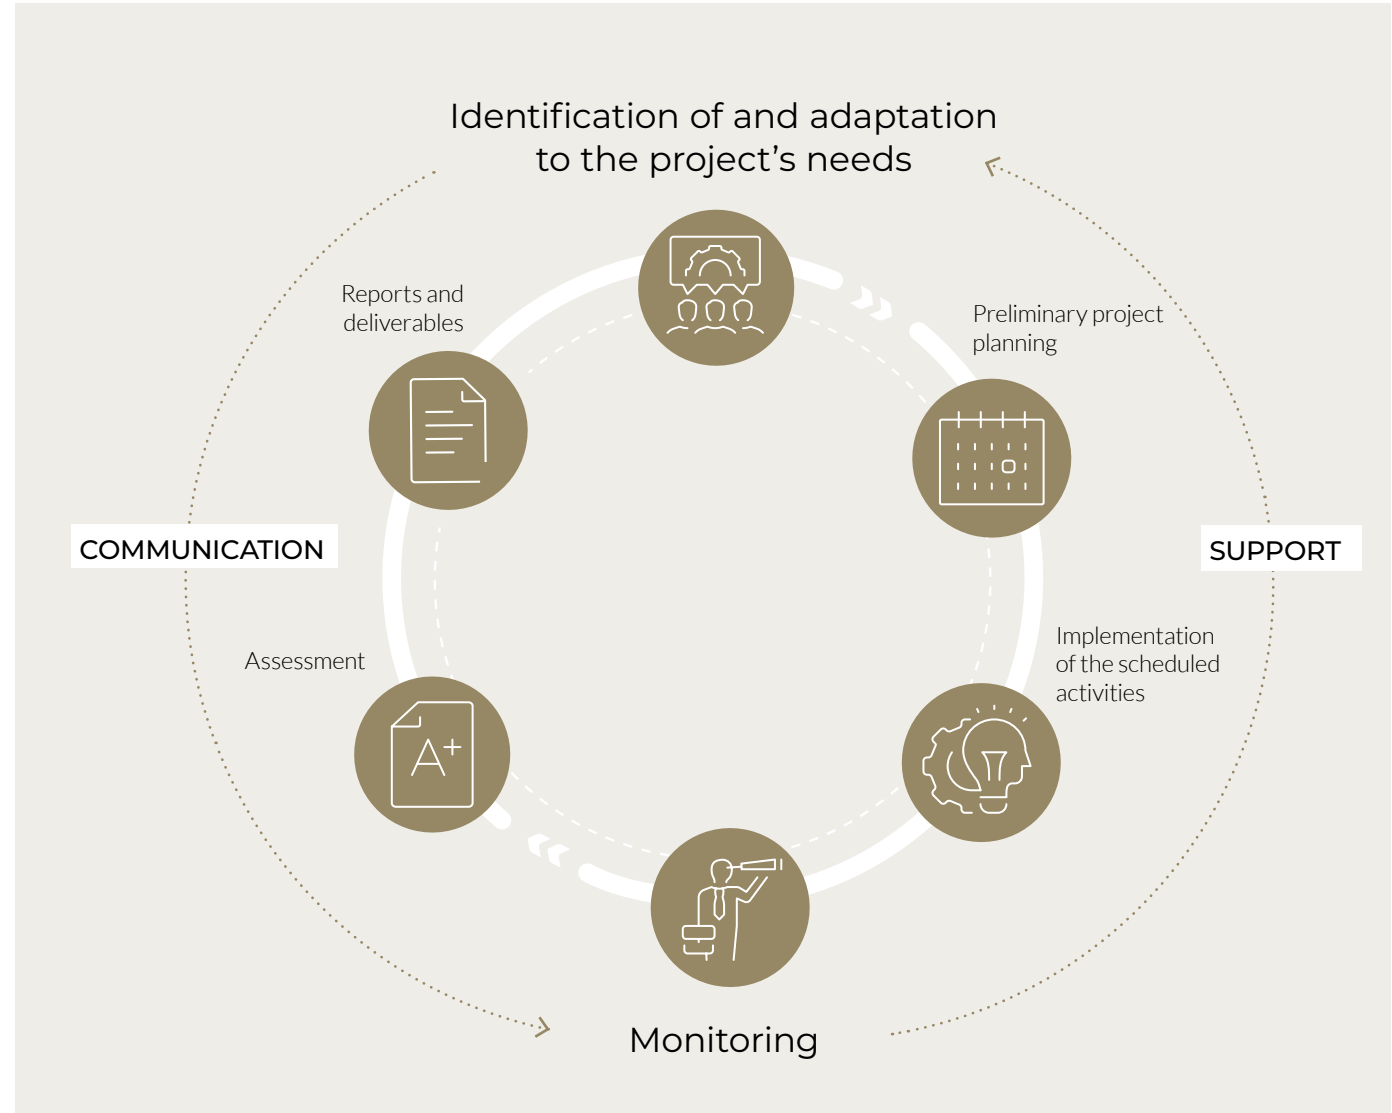 Identification of and adaptation
to the project’s needs
Reports and
deliverables
Preliminary project
planning
COMMUNICATION
SUPPORT
Assessment
Implementation
of the scheduled
activities
A+
Monitoring